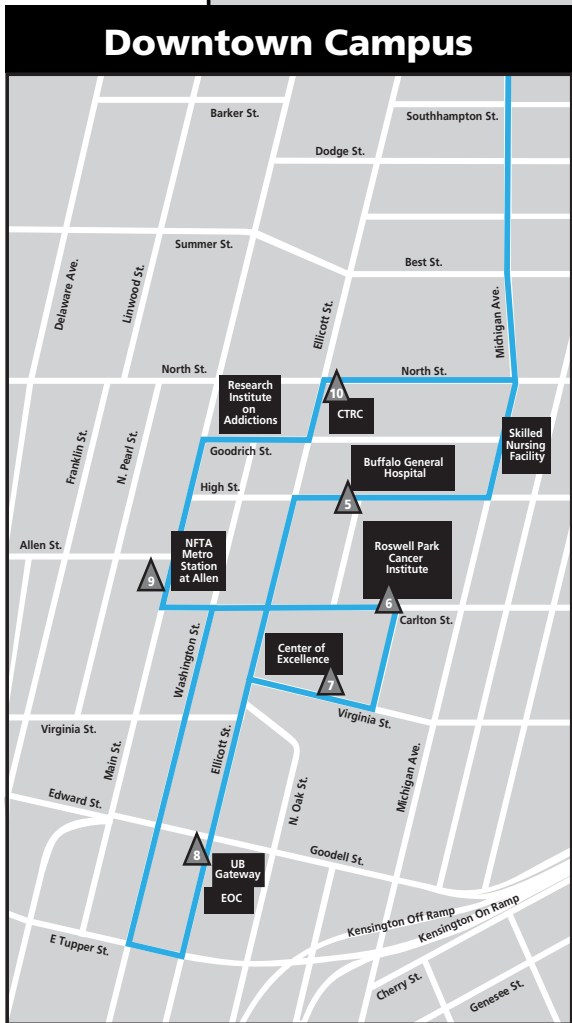 Downtown Campus
Barker St.
Southhampton St.
Dodge St.
Summer St.
Best St.
Delaware Ave.
Linwood St.
Ellicott St.
Michigan Ave.
North St.
North St.
10
CTRC
Research
Institute
on
Addictions
Goodrich St.
Skilled
Nursing
Facility
Buffalo General
Hospital
Franklin St.
N. Pearl St.
High St.
5
Allen St.
NFTA
Metro
Station
at Allen
9
Roswell Park
Cancer
Institute
6
Carlton St.
Center of
Excellence
7
Washington St.
Virginia St.
Virginia St.
Main St.
Ellicott St.
N. Oak St.
Michigan Ave.
Edward St.
8
UB
Gateway
EOC
Goodell St.
Kensington Off Ramp
Kensington On Ramp
E Tupper St.
Cherry St.
Genesee St.